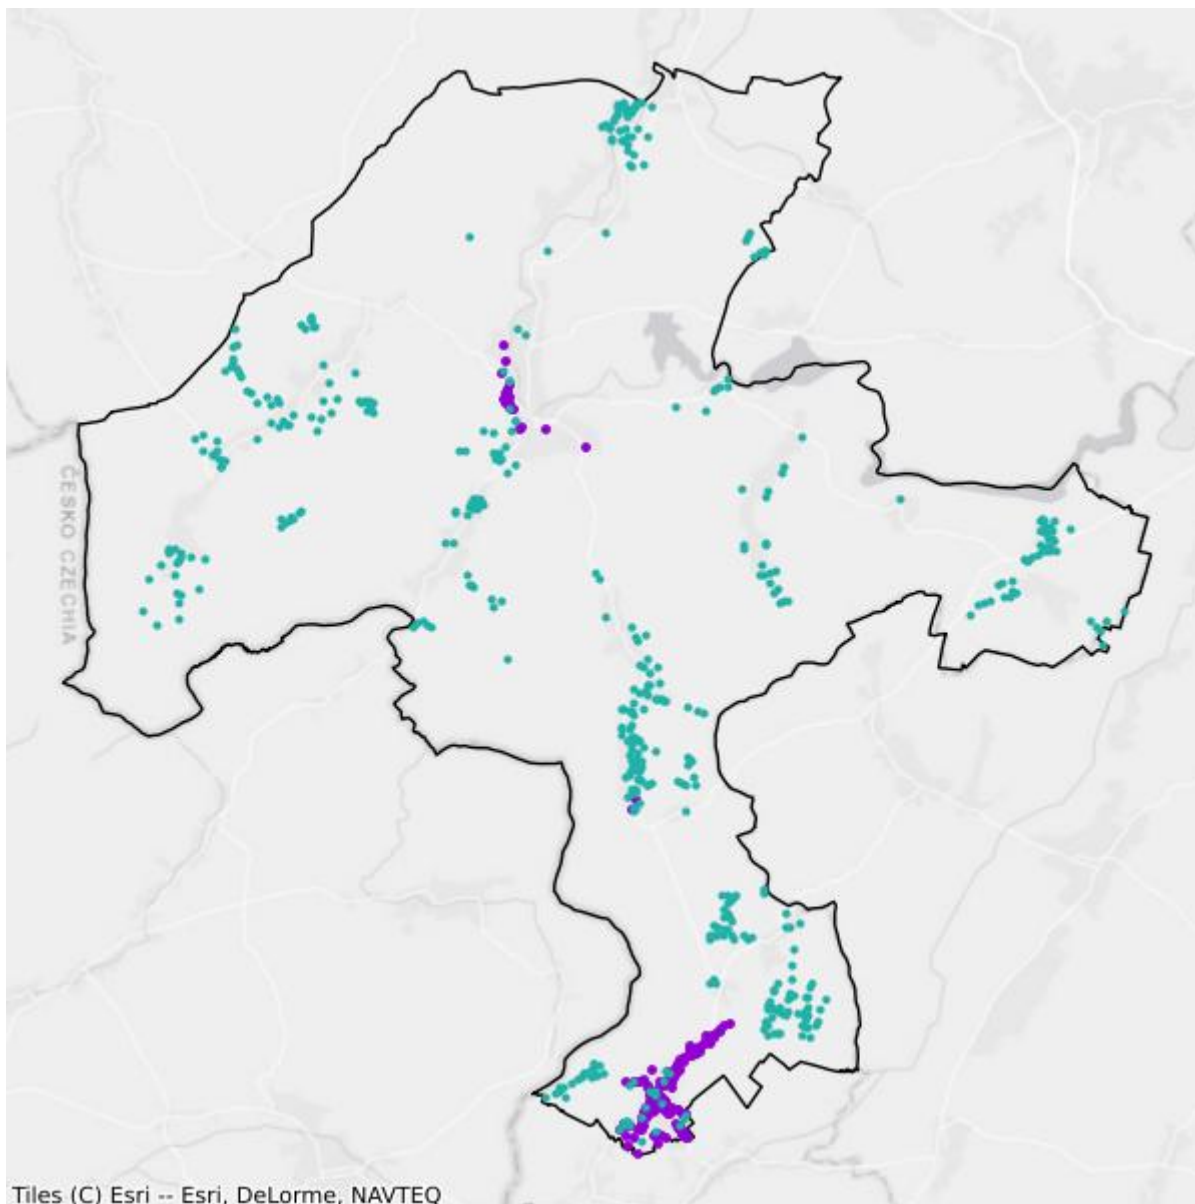 ČESKO CZECHIA
Tiles (C) Esri -- Esri, DeLorme, NAVTEQ